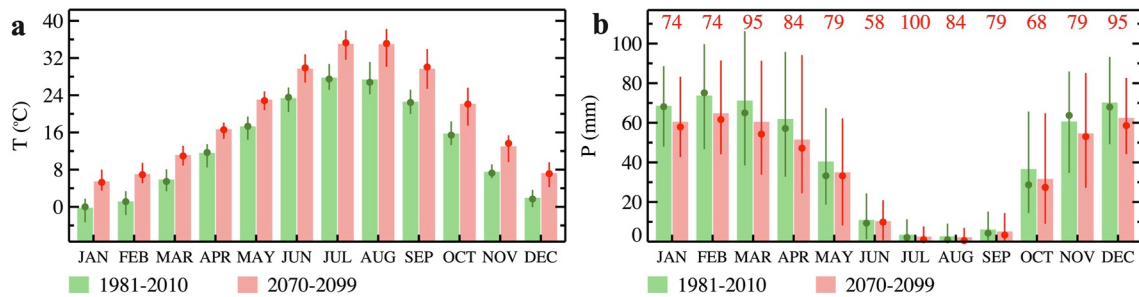 a
T (°C)
40
32
24
16
8
0
JAN FEB MAR APR MAY JUN JUL AUG SEP OCT NOV DEC
1981-2010 2070-2099
b
P (mm)
74 74 95 84 79 58 100 84 79 68 79 95
100
80
60
40
20
0
JAN FEB MAR APR MAY JUN JUL AUG SEP OCT NOV DEC
1981-2010 2070-2099